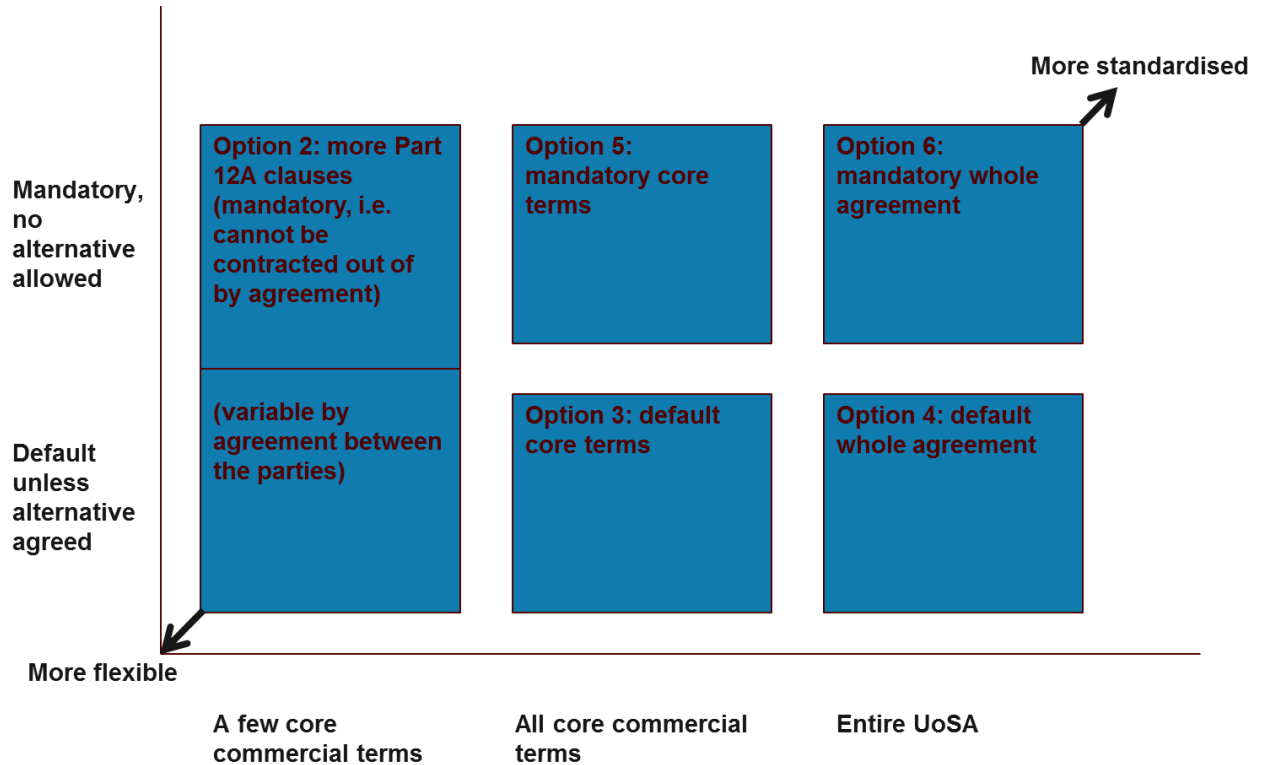 More standardised
Mandatory,
no
alternative
allowed
Option 2: more Part
12A clauses
(mandatory, i.e.
cannot be
contracted out of
by agreement)
Option 5:
mandatory core
terms
Option 6:
mandatory whole
agreement
Default
unless
alternative
agreed
(variable by
agreement between
the parties)
Option 3: default
core terms
Option 4: default
whole agreement
More flexible
A few core
commercial terms
All core commercial
terms
Entire UoSA